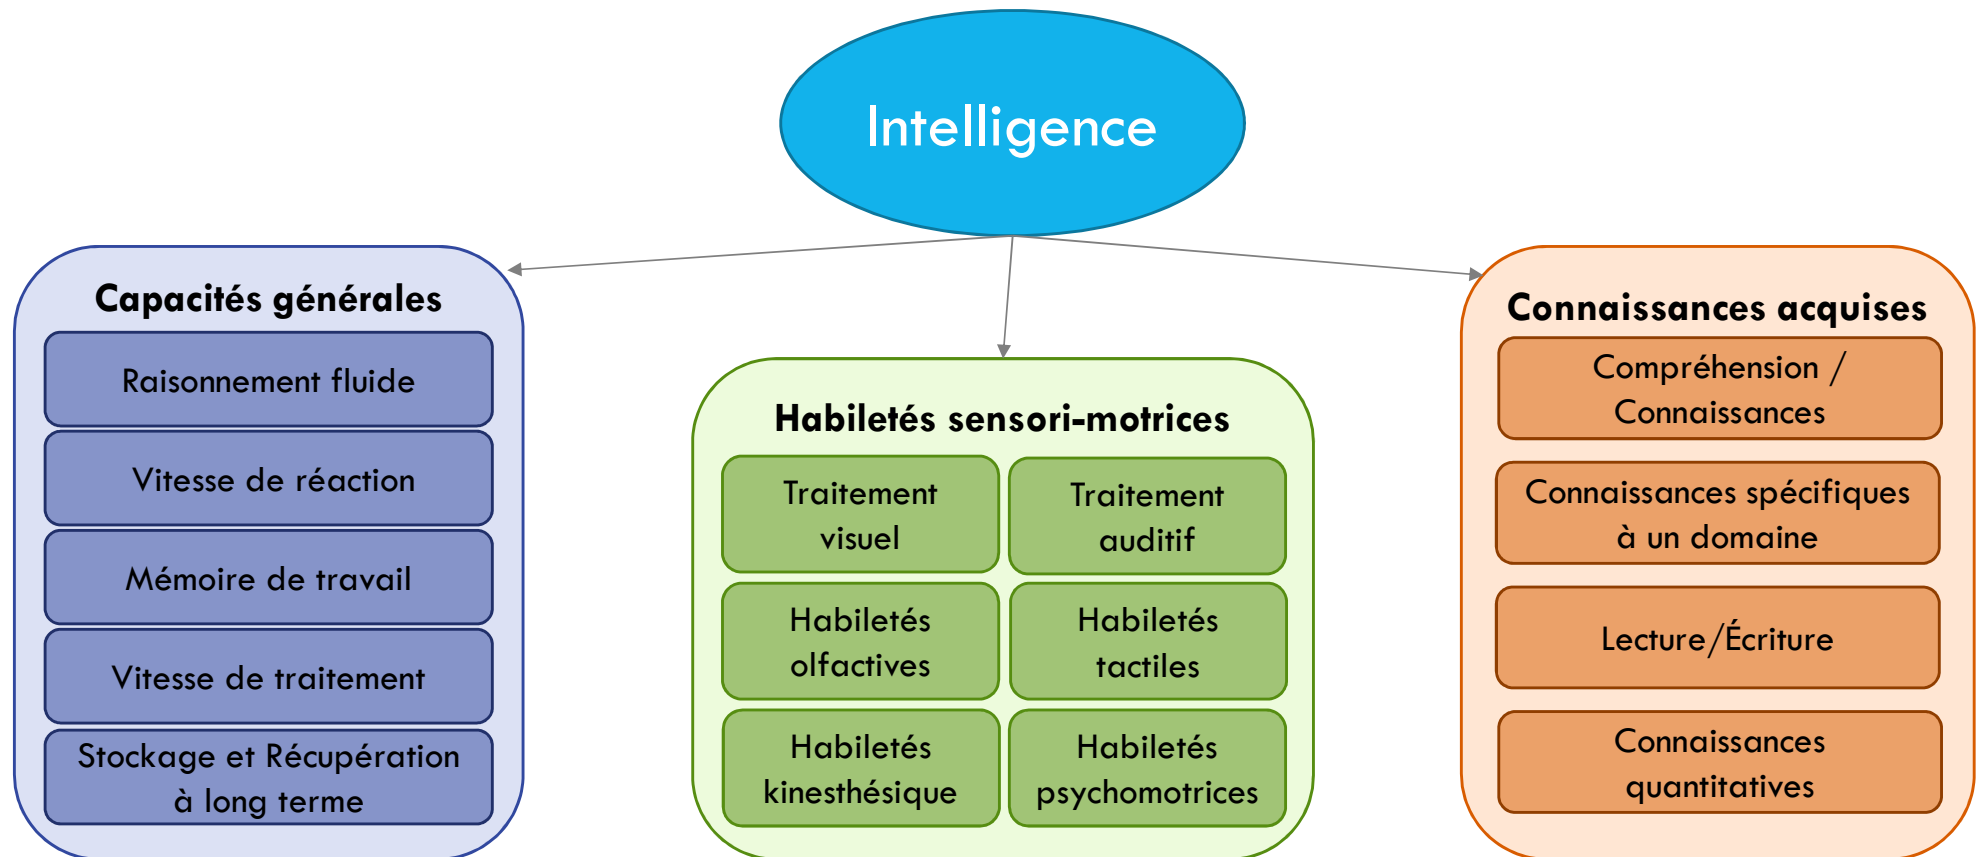 Intelligence
Capacités générales
Raisonnement fluide
Vitesse de réaction
Mémoire de travail
Vitesse de traitement
Stockage et Récupération
à long terme
Habiletés sensori-motrices
Traitement
visuel
Traitement
auditif
Habiletés
olfactives
Habiletés
tactiles
Habiletés
kinesthésique
Habiletés
psychomotrices
Connaissances acquises
Compréhension /
Connaissances
Connaissances spécifiques
à un domaine
Lecture/Écriture
Connaissances
quantitatives